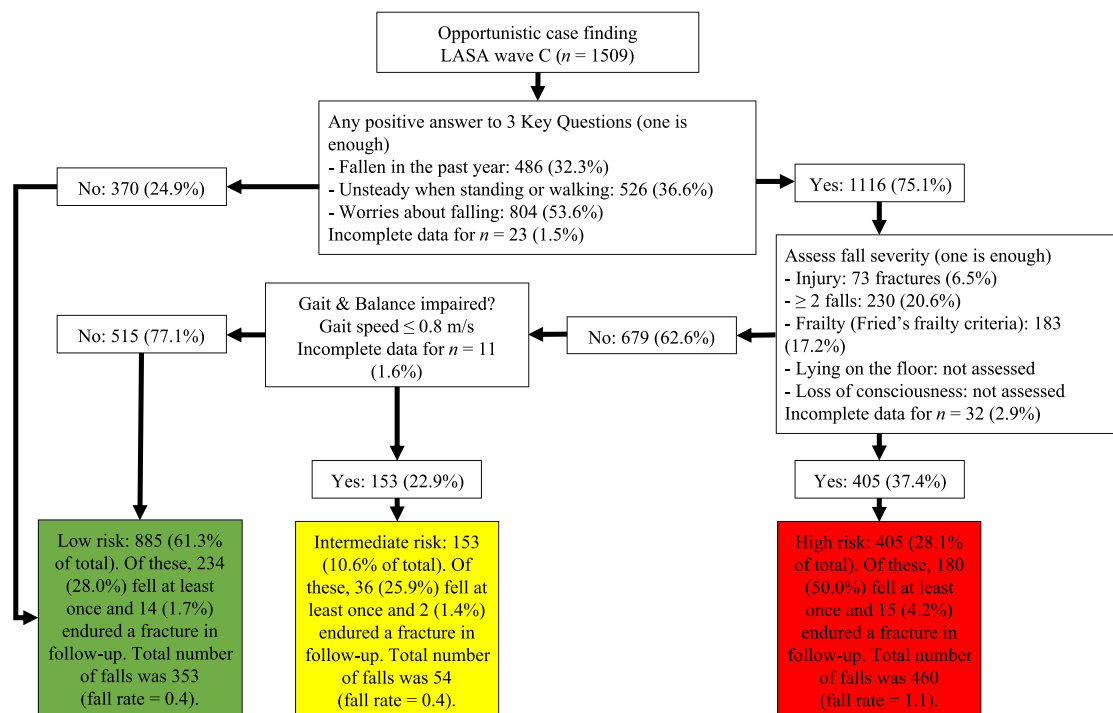 Opportunistic case finding
LASA wave C (n = 1509)
Any positive answer to 3 Key Questions (one is
enough)
- Fallen in the past year: 486 (32.3%)
- Unsteady when standing or walking: 526 (36.6%)
- Worries about falling: 804 (53.6%)
Incomplete data for n = 23 (1.5%)
No: 370 (24.9%)
Yes: 1116 (75.1%)
Assess fall severity (one is enough)
- Injury: 73 fractures (6.5%)
- ≥ 2 falls: 230 (20.6%)
- Frailty (Fried's frailty criteria): 183
(17.2%)
- Lying on the floor: not assessed
- Loss of consciousness: not assessed
Incomplete data for n = 32 (2.9%)
No: 679 (62.6%)
Gait & Balance impaired?
Gait speed ≤ 0.8 m/s
Incomplete data for n = 11
(1.6%)
No: 515 (77.1%)
Yes: 153 (22.9%)
Yes: 405 (37.4%)
Low risk: 885 (61.3%
of total). Of these, 234
(28.0%) fell at least
once and 14 (1.7%)
endured a fracture in
follow-up. Total number
of falls was 353
(fall rate = 0.4).
Intermediate risk: 153
(10.6% of total). Of
these, 36 (25.9%) fell at
least once and 2 (1.4%)
endured a fracture in
follow-up. Total number
of falls was 54
(fall rate = 0.4).
High risk: 405 (28.1%
of total). Of these, 180
(50.0%) fell at least
once and 15 (4.2%)
endured a fracture in
follow-up. Total number
of falls was 460
(fall rate = 1.1).